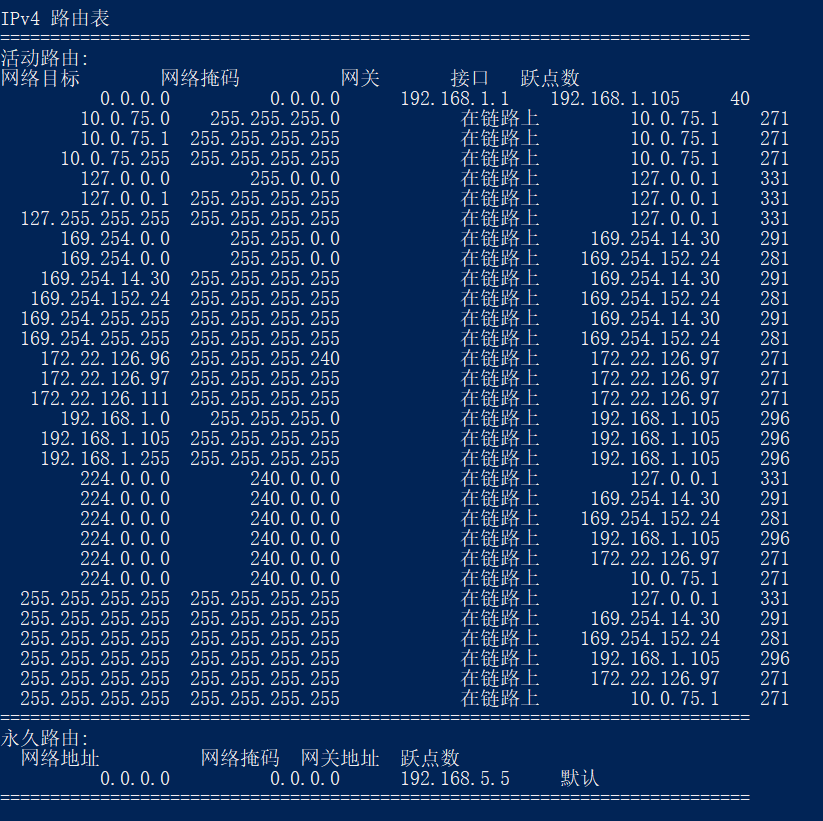 IPv4 路由表
===========================================================================
活动路由:
网络目标 网络掩码 网关 接口 跃点数
0.0.0.0 0.0.0.0 192.168.1.1 192.168.1.105 40
10.0.75.0 255.255.255.0 在链路上 10.0.75.1 271
10.0.75.1 255.255.255.255 在链路上 10.0.75.1 271
10.0.75.255 255.255.255.255 在链路上 10.0.75.1 271
127.0.0.0 255.0.0.0 在链路上 127.0.0.1 331
127.0.0.1 255.255.255.255 在链路上 127.0.0.1 331
127.255.255.255 255.255.255.255 在链路上 127.0.0.1 331
169.254.0.0 255.255.0.0 在链路上 169.254.14.30 291
169.254.0.0 255.255.0.0 在链路上 169.254.152.24 281
169.254.14.30 255.255.255.255 在链路上 169.254.14.30 291
169.254.152.24 255.255.255.255 在链路上 169.254.152.24 281
169.254.255.255 255.255.255.255 在链路上 169.254.14.30 291
169.254.255.255 255.255.255.255 在链路上 169.254.152.24 281
172.22.126.96 255.255.255.240 在链路上 172.22.126.97 271
172.22.126.97 255.255.255.255 在链路上 172.22.126.97 271
172.22.126.111 255.255.255.255 在链路上 172.22.126.97 271
192.168.1.0 255.255.255.0 在链路上 192.168.1.105 296
192.168.1.105 255.255.255.255 在链路上 192.168.1.105 296
192.168.1.255 255.255.255.255 在链路上 192.168.1.105 296
224.0.0.0 240.0.0.0 在链路上 127.0.0.1 331
224.0.0.0 240.0.0.0 在链路上 169.254.14.30 291
224.0.0.0 240.0.0.0 在链路上 169.254.152.24 281
224.0.0.0 240.0.0.0 在链路上 192.168.1.105 296
224.0.0.0 240.0.0.0 在链路上 172.22.126.97 271
224.0.0.0 240.0.0.0 在链路上 10.0.75.1 271
255.255.255.255 255.255.255.255 在链路上 127.0.0.1 331
255.255.255.255 255.255.255.255 在链路上 169.254.14.30 291
255.255.255.255 255.255.255.255 在链路上 169.254.152.24 281
255.255.255.255 255.255.255.255 在链路上 192.168.1.105 296
255.255.255.255 255.255.255.255 在链路上 172.22.126.97 271
255.255.255.255 255.255.255.255 在链路上 10.0.75.1 271
===========================================================================
永久路由:
网络地址 网络掩码 网关地址 跃点数
0.0.0.0 0.0.0.0 192.168.5.5 默认
===========================================================================